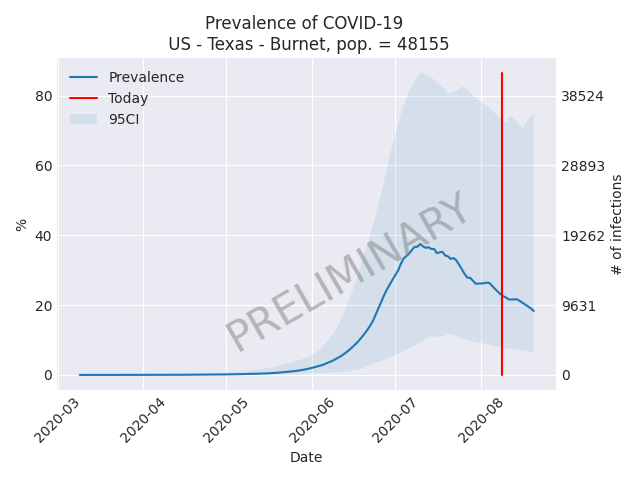 Prevalence of COVID-19
US - Texas - Burnet, pop. = 48155
Prevalence
Today
95CI
PRELIMINARY
%
80
60
40
20
0
38524
28893
19262
9631
0
# of infections
2020-03
2020-04
2020-05
2020-06
2020-07
2020-08
Date